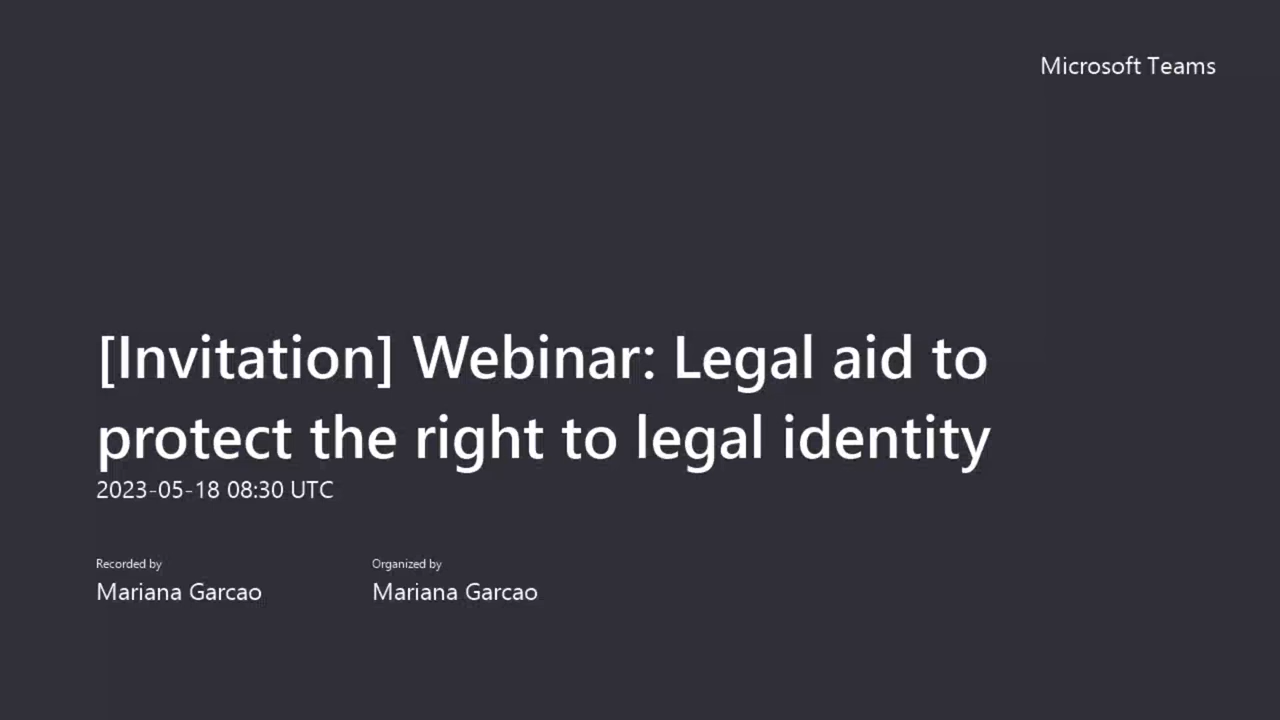 Microsoft Teams
[Invitation] Webinar: Legal aid to
protect the right to legal identity
2023-05-18 08:30 UTC
Recorded by
Mariana Garcao
Organized by
Mariana Garcao